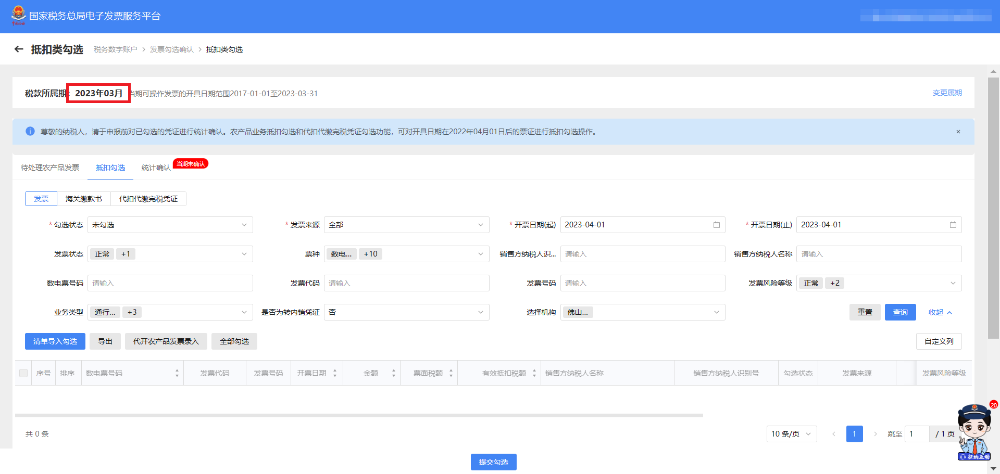 国家税务总局电子发票服务平台
抵扣类勾选 税务数字账户 > 发票勾选确认 > 抵扣类勾选
税款所属期: 2023年03月 当期可操作发票的开具日期范围2017-01-01至2023-03-31 变更属期
尊敬的纳税人，请于申报前对已勾选的凭证进行统计确认。农产品业务抵扣勾选和代扣代缴完税凭证勾选功能，可对开具日期在2022年04月01日后的票证进行抵扣勾选操作。 ×
待处理农产品发票 抵扣勾选 统计确认 当期未确认
发票 海关缴款书 代扣代缴完税凭证
* 勾选状态 未勾选 * 发票来源 全部 * 开票日期(起) 2023-04-01 * 开票日期(止) 2023-04-01
发票状态 正常 +1 票种 数电... +10 销售方纳税人识... 请输入 销售方纳税人名称 请输入
数电票号码 请输入 发票代码 请输入 发票号码 请输入 发票风险等级 正常 +2
业务类型 通行... +3 是否为转内销凭证 否 选择机构 佛山... 重置 查询 收起
清单导入勾选 导出 代开农产品发票录入 全部勾选 自定义列
序号 排序 数电票号码 发票代码 发票号码 开票日期 金额 票面税额 有效抵扣税额 销售方纳税人名称 销售方纳税人识别号 勾选状态 发票来源 发票风险等级
20
共 0 条 10 条/页 < 1 > 跳至 1 / 1 页
征纳互动
提交勾选